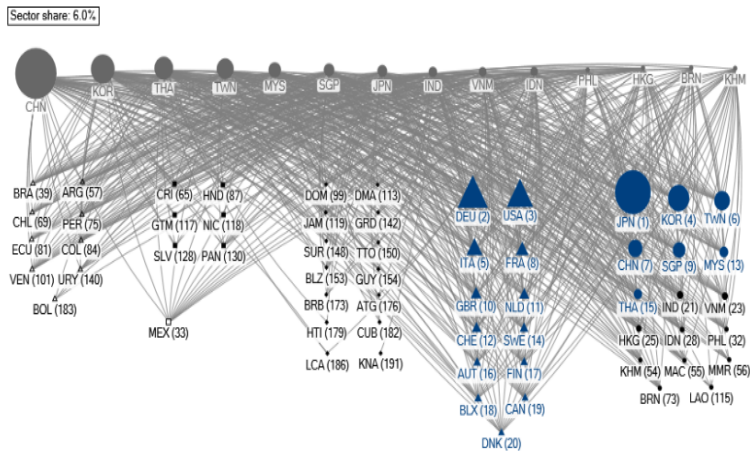 Sector share: 6.0%
CHN KOR THA TWN MYS SGP JPN IND VNM IDN PHL HKG BRN KHM
BRA (39) ARG (57) CRI (65) HND (87) DOM (99) DMA (113) DEU (2) USA (3) JPN (1) KOR (4) TWN (6)
CHL (69) PER (75) GTM (117) NIC (118) JAM (119) GRD (142)
ECU (81) COL (84) SLV (128) PAN (130) SUR (148) TTO (150) ITA (5) FRA (8) CHN (7) SGP (9) MYS (13)
VEN (101) URY (140) BLZ (153) GUY (154)
BOL (183) BRB (173) ATG (176) GBR (10) NLD (11) THA (15) IND (21) VNM (23)
MEX (33) HTI (179) CUB (182) CHE (12) SWE (14) HKG (25) IDN (28) PHL (32)
LCA (186) KNA (191) AUT (16) FIN (17) KHM (54) MAC (55) MMR (56)
BLX (18) CAN (19) BRN (73) LAO (115)
DNK (20)